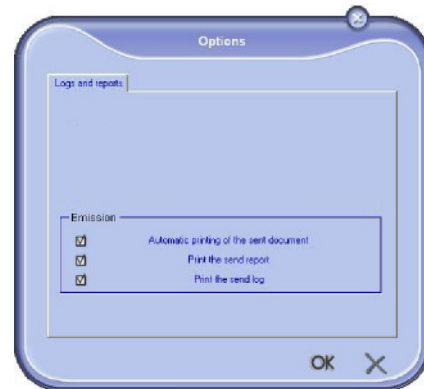 Options
Logs and reports
Emission
Automatic printing of the sent document
Print the send report
Print the send log
OK